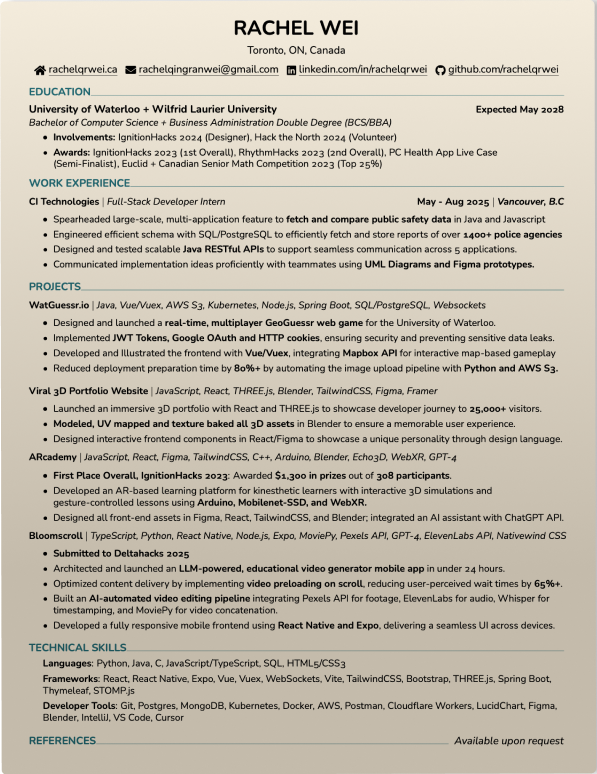 RACHEL WEI
Toronto, ON, Canada
rachelqrwei.ca rachelqingranwei@gmail.com linkedin.com/in/rachelqrwei github.com/rachelqrwei
EDUCATION
University of Waterloo + Wilfrid Laurier University Expected May 2028
Bachelor of Computer Science + Business Administration Double Degree (BCS/BBA)
• Involvements: IgnitionHacks 2024 (Designer), Hack the North 2024 (Volunteer)
• Awards: IgnitionHacks 2023 (1st Overall), RhythmHacks 2023 (2nd Overall), PC Health App Live Case
(Semi-Finalist), Euclid + Canadian Senior Math Competition 2023 (Top 25%)
WORK EXPERIENCE
CI Technologies | Full-Stack Developer Intern May - Aug 2025 | Vancouver, B.C
• Spearheaded large-scale, multi-application feature to fetch and compare public safety data in Java and Javascript
• Engineered efficient schema with SQL/PostgreSQL to efficiently fetch and store reports of over 1400+ police agencies
• Designed and tested scalable Java RESTful APIs to support seamless communication across 5 applications.
• Communicated implementation ideas proficiently with teammates using UML Diagrams and Figma prototypes.
PROJECTS
WatGuessr.io | Java, Vue/Vuex, AWS S3, Kubernetes, Node.js, Spring Boot, SQL/PostgreSQL, Websockets
• Designed and launched a real-time, multiplayer GeoGuessr web game for the University of Waterloo.
• Implemented JWT Tokens, Google OAuth and HTTP cookies, ensuring security and preventing sensitive data leaks.
• Developed and Illustrated the frontend with Vue/Vuex, integrating Mapbox API for interactive map-based gameplay
• Reduced deployment preparation time by 80%+ by automating the image upload pipeline with Python and AWS S3.
Viral 3D Portfolio Website | JavaScript, React, THREE.js, Blender, TailwindCSS, Figma, Framer
• Launched an immersive 3D portfolio with React and THREE.js to showcase developer journey to 25,000+ visitors.
• Modeled, UV mapped and texture baked all 3D assets in Blender to ensure a memorable user experience.
• Designed interactive frontend components in React/Figma to showcase a unique personality through design language.
ARcademy | JavaScript, React, Figma, TailwindCSS, C++, Arduino, Blender, Echo3D, WebXR, GPT-4
• First Place Overall, IgnitionHacks 2023: Awarded $1,300 in prizes out of 308 participants.
• Developed an AR-based learning platform for kinesthetic learners with interactive 3D simulations and
gesture-controlled lessons using Arduino, Mobilenet-SSD, and WebXR.
• Designed all front-end assets in Figma, React, TailwindCSS, and Blender; integrated an AI assistant with ChatGPT API.
Bloomscroll | TypeScript, Python, React Native, Node.js, Expo, MoviePy, Pexels API, GPT-4, ElevenLabs API, Nativewind CSS
• Submitted to Deltahacks 2025
• Architected and launched an LLM-powered, educational video generator mobile app in under 24 hours.
• Optimized content delivery by implementing video preloading on scroll, reducing user-perceived wait times by 65%+.
• Built an AI-automated video editing pipeline integrating Pexels API for footage, ElevenLabs for audio, Whisper for
timestamping, and MoviePy for video concatenation.
• Developed a fully responsive mobile frontend using React Native and Expo, delivering a seamless UI across devices.
TECHNICAL SKILLS
Languages: Python, Java, C, JavaScript/TypeScript, SQL, HTML5/CSS3
Frameworks: React, React Native, Expo, Vue, Vuex, WebSockets, Vite, TailwindCSS, Bootstrap, THREE.js, Spring Boot,
Thymeleaf, STOMP.js
Developer Tools: Git, Postgres, MongoDB, Kubernetes, Docker, AWS, Postman, Cloudflare Workers, LucidChart, Figma,
Blender, IntelliJ, VS Code, Cursor
REFERENCES Available upon request